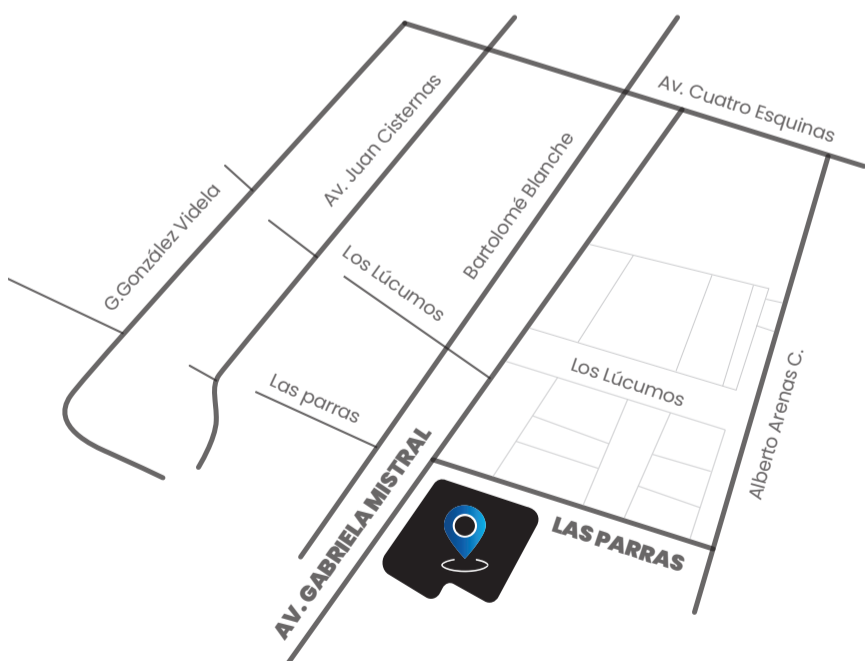 Av. Cuatro Esquinas
Av. Juan Cisternas
Bartolomé Blanche
G.González Videla
Los Lúcumos
Los Lúcumos
Las parras
Alberto Arenas C.
AV. GABRIELA MISTRAL
LAS PARRAS